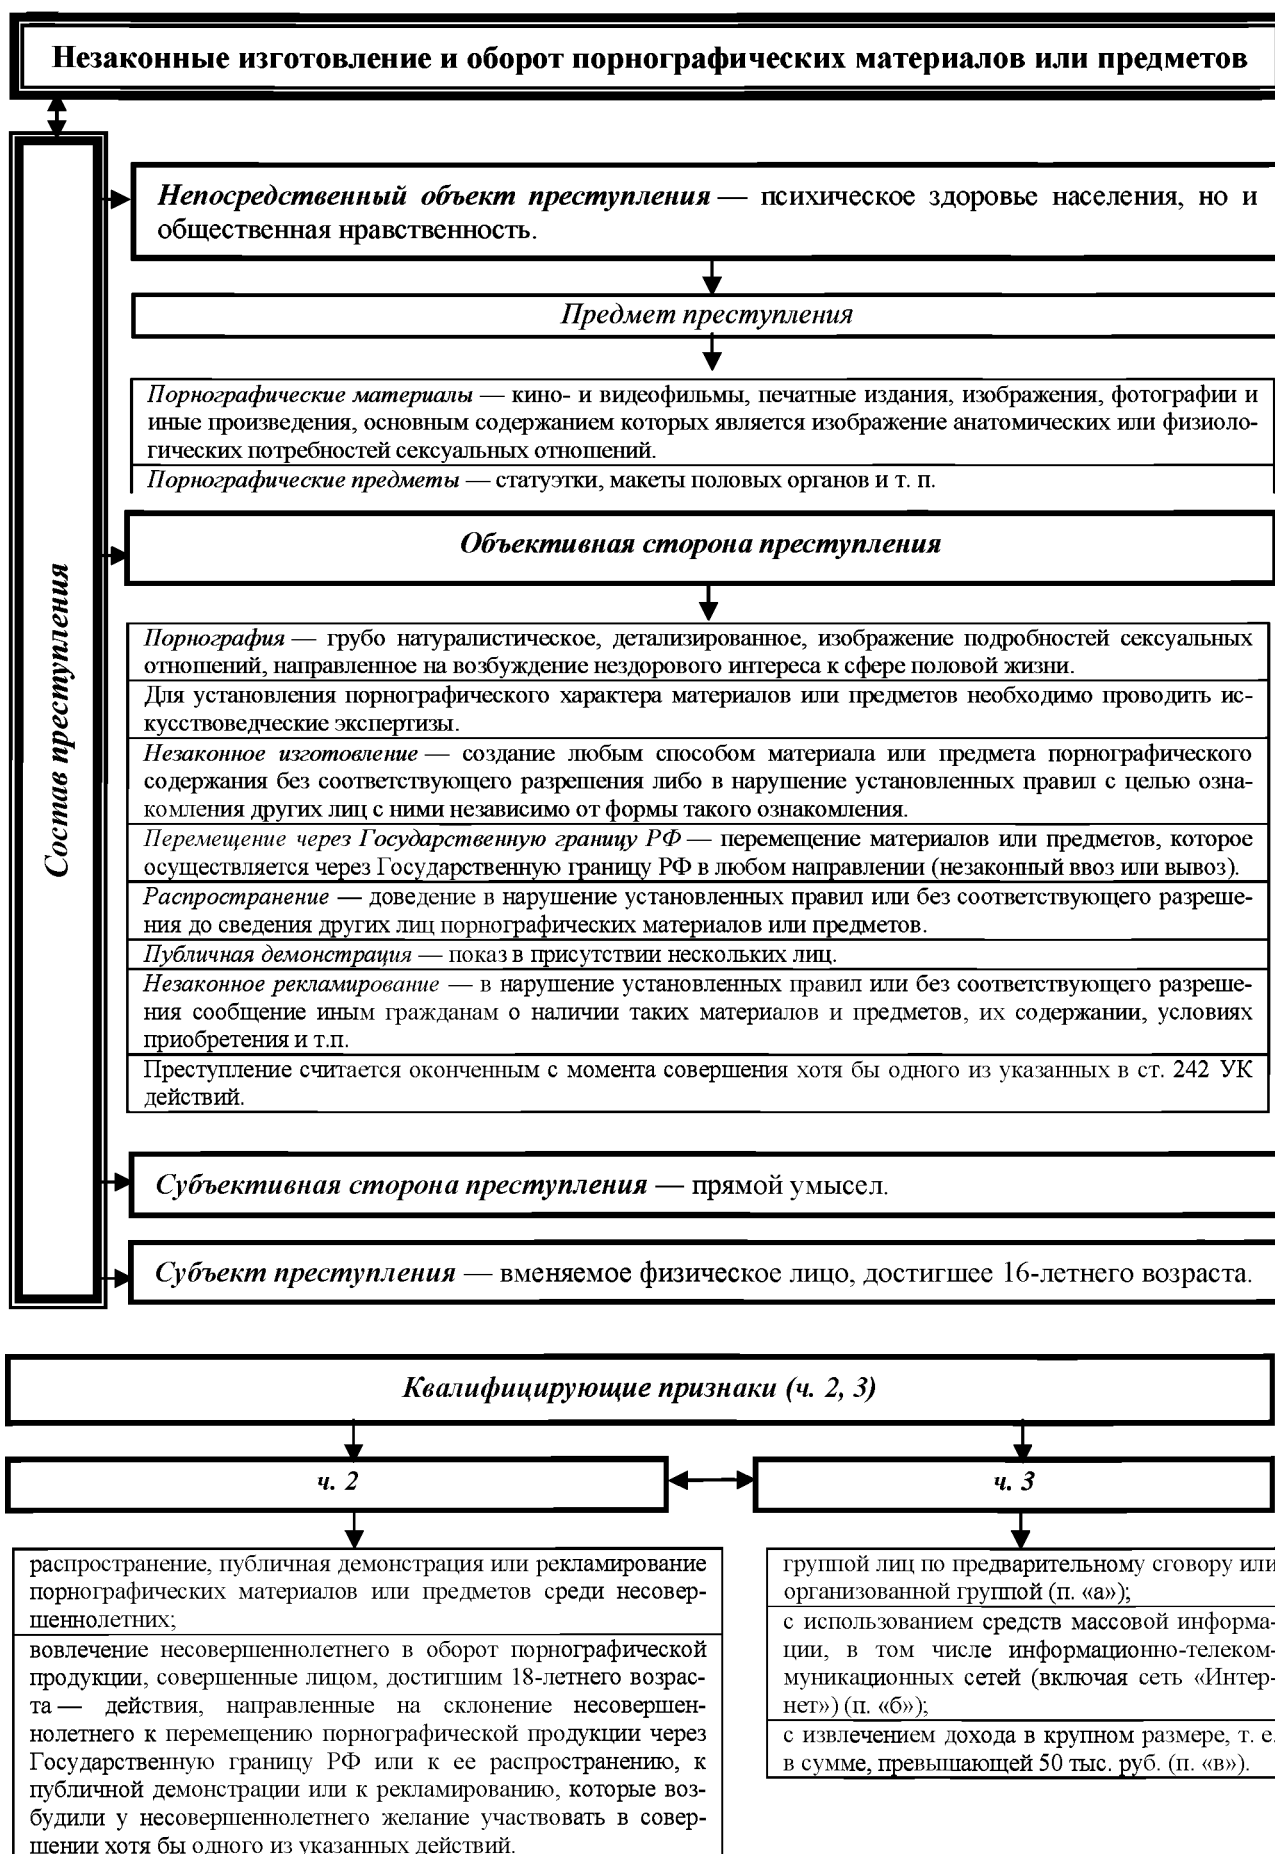 Незаконные изготовление и оборот порнографических материалов или предметов
Состав преступления
Непосредственный объект преступления — психическое здоровье населения, но и
общественная нравственность.
Предмет преступления
Порнографические материалы — кино- и видеофильмы, печатные издания, изображения, фотографии и
иные произведения, основным содержанием которых является изображение анатомических или физиоло-
гических потребностей сексуальных отношений.
Порнографические предметы — статуэтки, макеты половых органов и т. п.
Объективная сторона преступления
Порнография — грубо натуралистическое, детализированное, изображение подробностей сексуальных
отношений, направленное на возбуждение нездорового интереса к сфере половой жизни.
Для установления порнографического характера материалов или предметов необходимо проводить ис-
кусствоведческие экспертизы.
Незаконное изготовление — создание любым способом материала или предмета порнографического
содержания без соответствующего разрешения либо в нарушение установленных правил с целью озна-
комления других лиц с ними независимо от формы такого ознакомления.
Перемещение через Государственную границу РФ — перемещение материалов или предметов, которое
осуществляется через Государственную границу РФ в любом направлении (незаконный ввоз или вывоз).
Распространение — доведение в нарушение установленных правил или без соответствующего разреше-
ния до сведения других лиц порнографических материалов или предметов.
Публичная демонстрация — показ в присутствии нескольких лиц.
Незаконное рекламирование — в нарушение установленных правил или без соответствующего разреше-
ния сообщение иным гражданам о наличии таких материалов и предметов, их содержании, условиях
приобретения и т.п.
Преступление считается оконченным с момента совершения хотя бы одного из указанных в ст. 242 УК
действий.
Субъективная сторона преступления — прямой умысел.
Субъект преступления — вменяемое физическое лицо, достигшее 16-летнего возраста.
Квалифицирующие признаки (ч. 2, 3)
ч. 2
распространение, публичная демонстрация или рекламирование
порнографических материалов или предметов среди несовер-
шеннолетних;
вовлечение несовершеннолетнего в оборот порнографической
продукции, совершенные лицом, достигшим 18-летнего возрас-
та — действия, направленные на склонение несовершен-
нолетнего к перемещению порнографической продукции через
Государственную границу РФ или к ее распространению, к
публичной демонстрации или к рекламированию, которые воз-
будили у несовершеннолетнего желание участвовать в совер-
шении хотя бы одного из указанных действий.
ч. 3
группой лиц по предварительному сговору или
организованной группой (п. «а»);
с использованием средств массовой информа-
ции, в том числе информационно-телеком-
муникационных сетей (включая сеть «Интер-
нет») (п. «б»);
с извлечением дохода в крупном размере, т. е.
в сумме, превышающей 50 тыс. руб. (п. «в»).